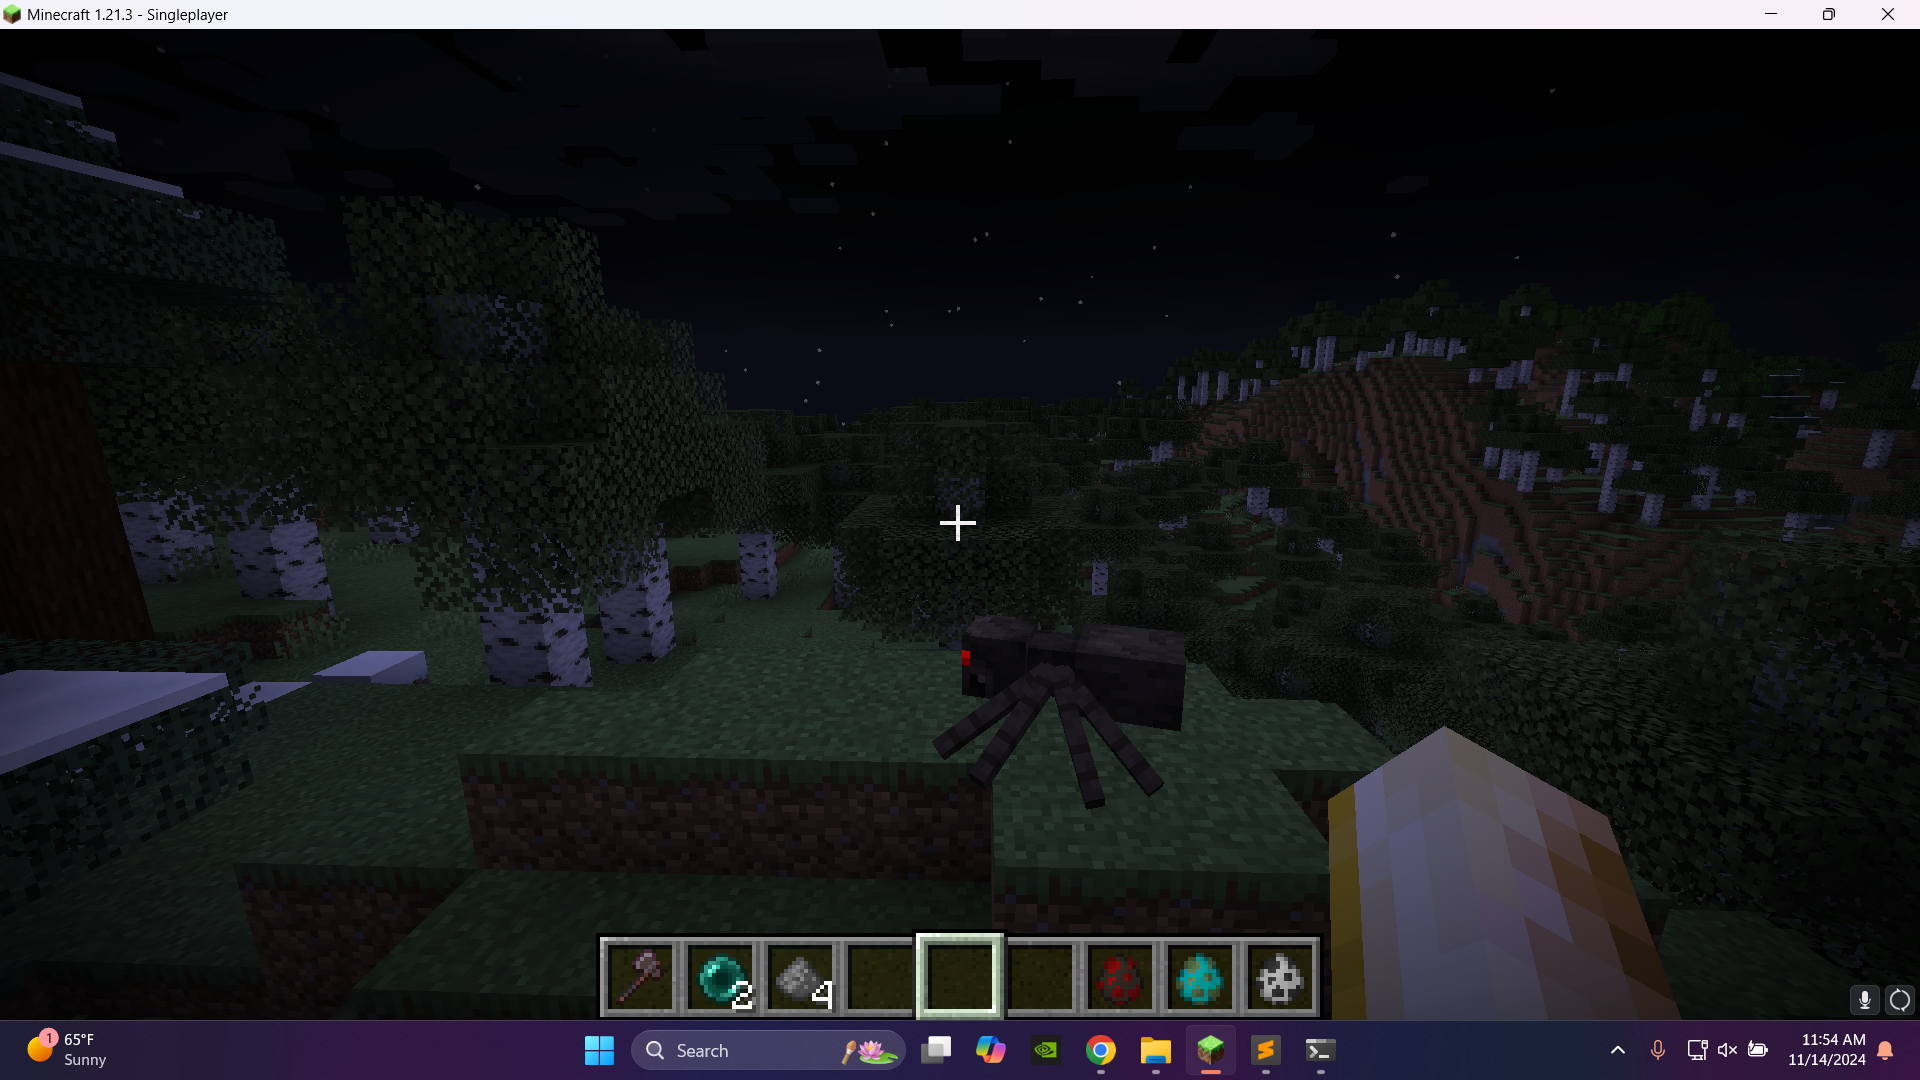 Minecraft 1.21.3 - Singleplayer
2
4
1
65°F
Sunny
Search
11:54 AM
11/14/2024